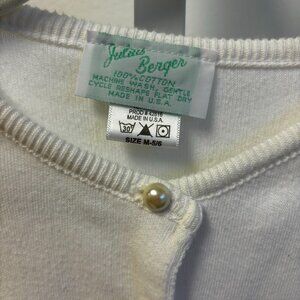 Julius
Berger
100% COTTON
MACHINE WASH, GENTLE
CYCLE RESHAPE FLAT DRY
MADE IN U.S.A.
MADE IN U.S.A.
30
SIZE M-5/6